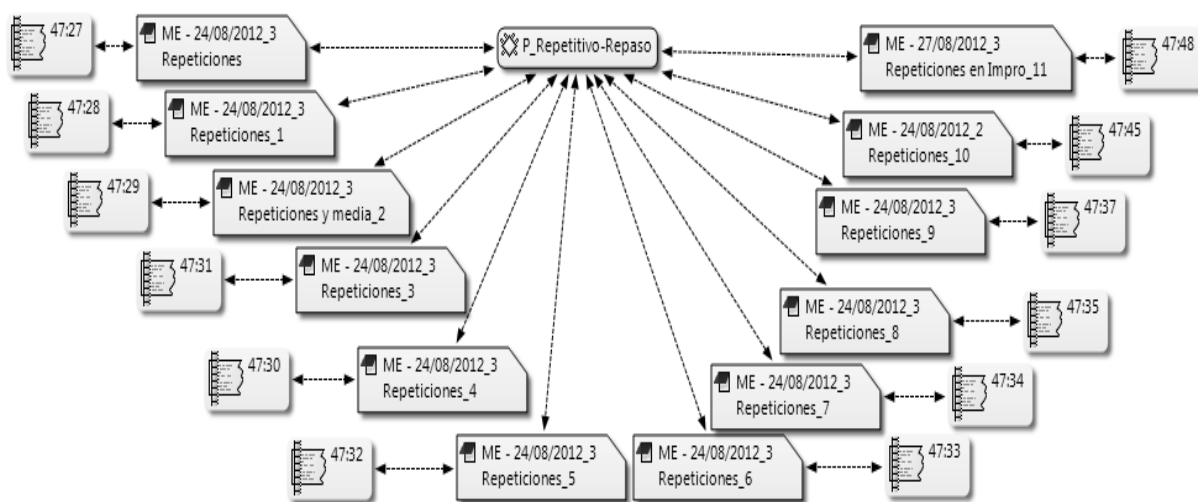 P_Repetitivo-Repaso
47:27
ME - 24/08/2012_3
Repeticiones
47:28
ME - 24/08/2012_3
Repeticiones_1
47:29
ME - 24/08/2012_3
Repeticiones y media_2
47:31
ME - 24/08/2012_3
Repeticiones_3
47:30
ME - 24/08/2012_3
Repeticiones_4
47:32
ME - 24/08/2012_3
Repeticiones_5
ME - 24/08/2012_3
Repeticiones_6
47:33
ME - 24/08/2012_3
Repeticiones_7
47:34
ME - 24/08/2012_3
Repeticiones_8
47:35
ME - 24/08/2012_3
Repeticiones_9
47:37
ME - 24/08/2012_2
Repeticiones_10
47:45
ME - 27/08/2012_3
Repeticiones en Impro_11
47:48